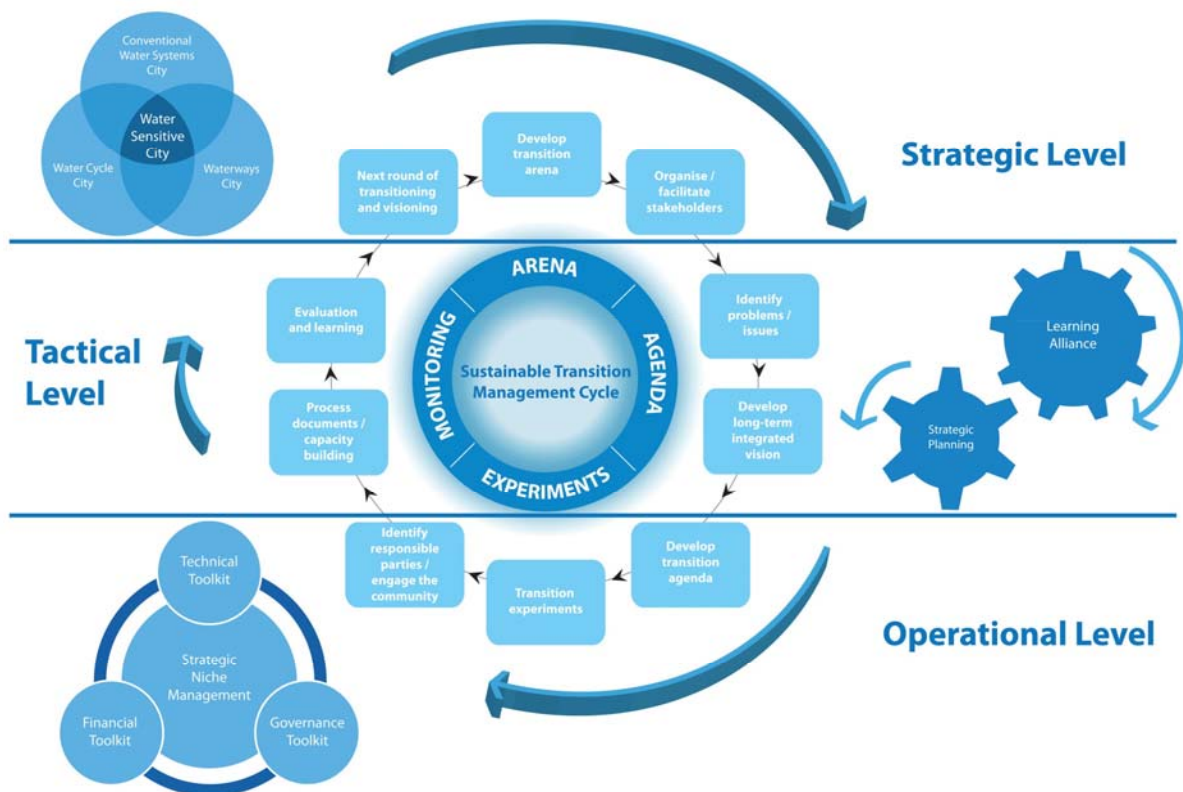 Conventional
Water Systems
City
Water
Sensitive
City
Water Cycle
City
Waterways
City
Strategic Level
Develop
transition
arena
Next round of
transitioning
and visioning
Organise /
facilitate
stakeholders
Tactical
Level
Evaluation
and learning
Process
documents /
capacity
building
ARENA
AGENDA
EXPERIMENTS
MONITORING
Sustainable Transition
Management Cycle
Identify
problems /
issues
Develop
long-term
integrated
vision
Learning
Alliance
Strategic
Planning
Operational Level
Identify
responsible
parties /
engage the
community
Transition
experiments
Develop
transition
agenda
Technical
Toolkit
Strategic
Niche
Management
Financial
Toolkit
Governance
Toolkit